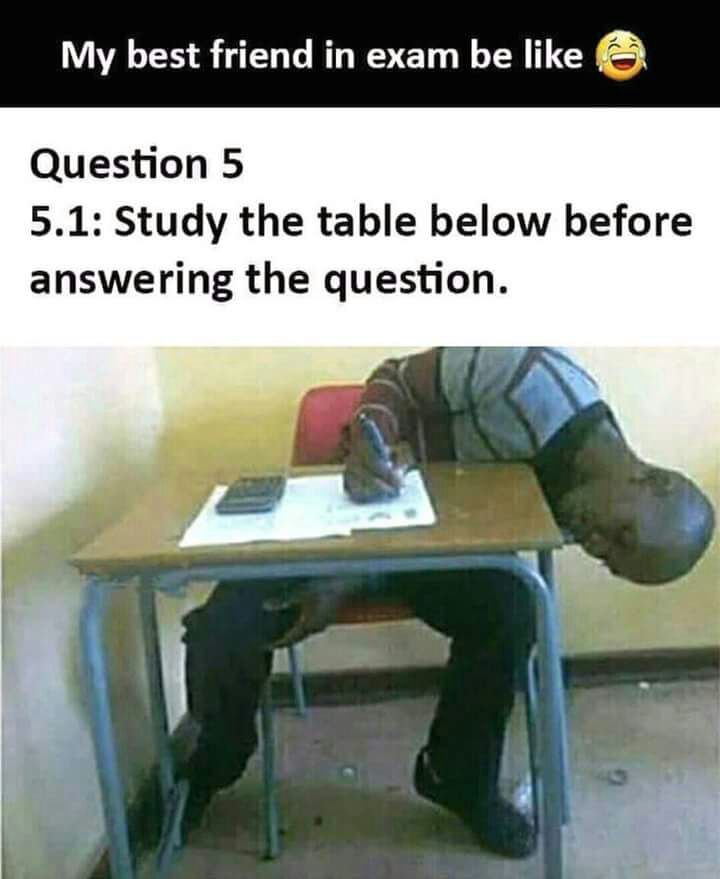 My best friend in exam be like 😂
Question 5
5.1: Study the table below before
answering the question.